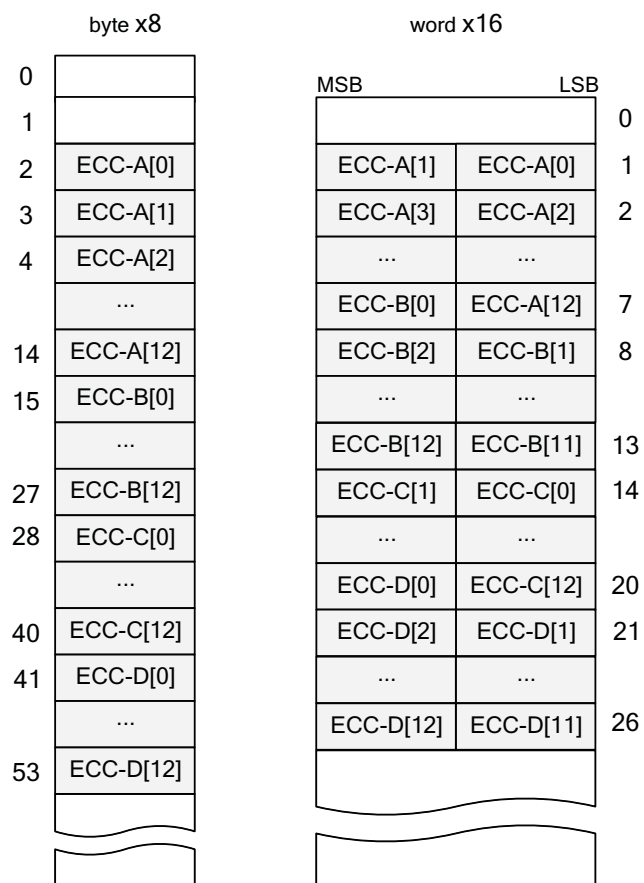 byte x8
0
1
2 ECC-A[0]
3 ECC-A[1]
4 ECC-A[2]
...
14 ECC-A[12]
15 ECC-B[0]
...
27 ECC-B[12]
28 ECC-C[0]
...
40 ECC-C[12]
41 ECC-D[0]
...
53 ECC-D[12]
word x16
MSB LSB
0
ECC-A[1] ECC-A[0] 1
ECC-A[3] ECC-A[2] 2
... ...
ECC-B[0] ECC-A[12] 7
ECC-B[2] ECC-B[1] 8
... ...
ECC-B[12] ECC-B[11] 13
ECC-C[1] ECC-C[0] 14
... ...
ECC-D[0] ECC-C[12] 20
ECC-D[2] ECC-D[1] 21
... ...
ECC-D[12] ECC-D[11] 26